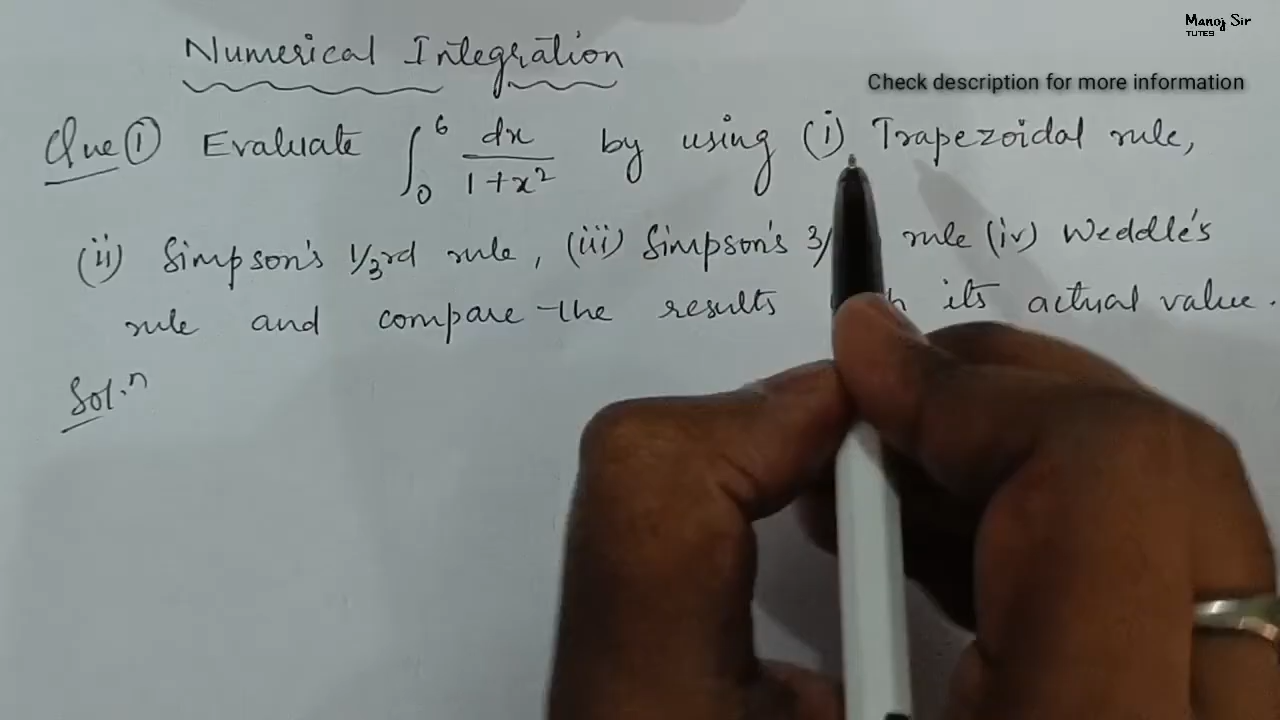 Manoj Sir
TUTES
Numerical Integration
Check description for more information
Que ① Evaluate ∫₀⁶ dx/(1+x²) by using (i) Trapezoidal rule,
(ii) Simpson's 1/3rd rule, (iii) Simpson's 3/ rule (iv) Weddle's
rule and compare the results its actual value.
Sol.ⁿ